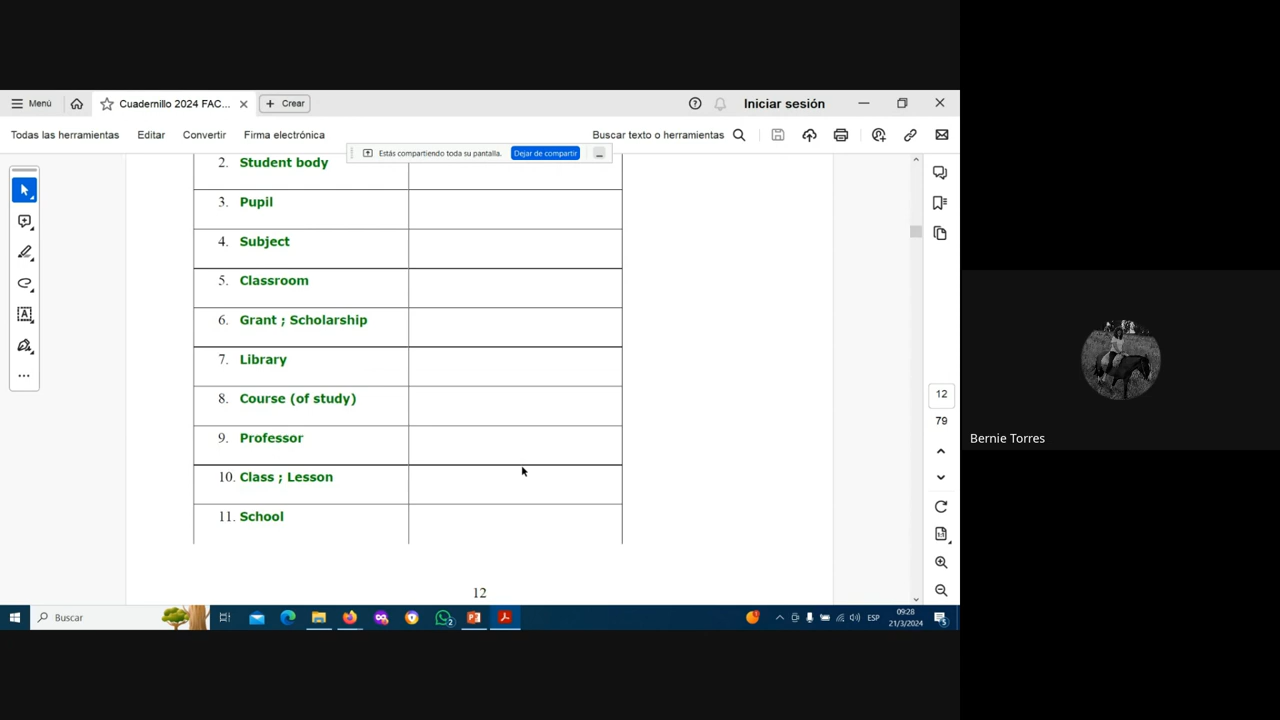 Menú
Cuadernillo 2024 FAC...
Crear
Iniciar sesión
Todas las herramientas
Editar
Convertir
Firma electrónica
Buscar texto o herramientas
Estás compartiendo toda su pantalla.
Dejar de compartir
2. Student body
3. Pupil
4. Subject
5. Classroom
6. Grant ; Scholarship
7. Library
8. Course (of study)
9. Professor
10. Class ; Lesson
11. School
12
12
79
Bernie Torres
Buscar
2
ESP
09:28
21/3/2024
5